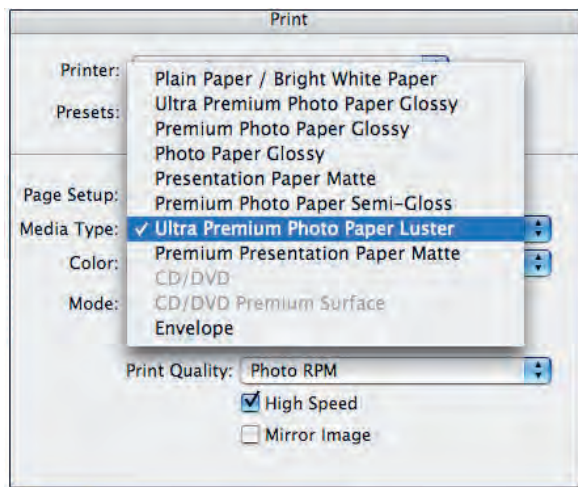 Print
Printer:
Presets:
Plain Paper / Bright White Paper
Ultra Premium Photo Paper Glossy
Premium Photo Paper Glossy
Photo Paper Glossy
Presentation Paper Matte
Page Setup:
Premium Photo Paper Semi-Gloss
Media Type: ✓ Ultra Premium Photo Paper Luster
Color:
Premium Presentation Paper Matte
CD/DVD
Mode:
CD/DVD Premium Surface
Envelope
Print Quality: Photo RPM
High Speed
Mirror Image